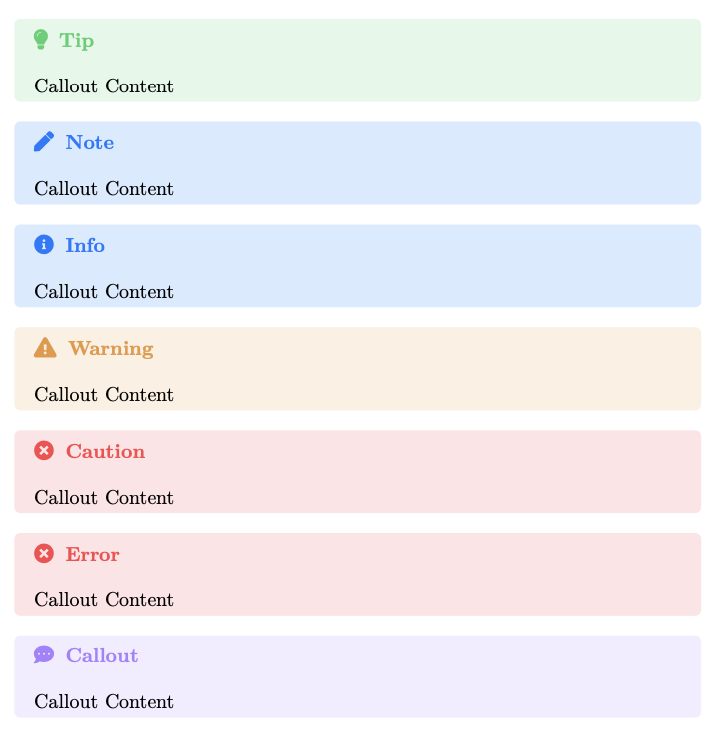 Tip
Callout Content
Note
Callout Content
Info
Callout Content
Warning
Callout Content
Caution
Callout Content
Error
Callout Content
Callout
Callout Content